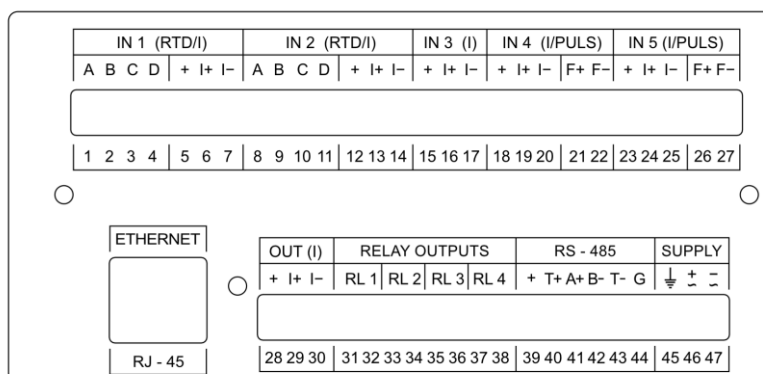 IN 1 (RTD/I) IN 2 (RTD/I) IN 3 (I) IN 4 (I/PULS) IN 5 (I/PULS)
A B C D + I+ I− A B C D + I+ I− + I+ I− + I+ I− F+ F− + I+ I− F+ F−
1 2 3 4 5 6 7 8 9 10 11 12 13 14 15 16 17 18 19 20 21 22 23 24 25 26 27
ETHERNET
RJ - 45
OUT (I) RELAY OUTPUTS RS - 485 SUPPLY
+ I+ I− RL 1 RL 2 RL 3 RL 4 + T+ A+ B- T- G ⏚ + ~ − ~
28 29 30 31 32 33 34 35 36 37 38 39 40 41 42 43 44 45 46 47